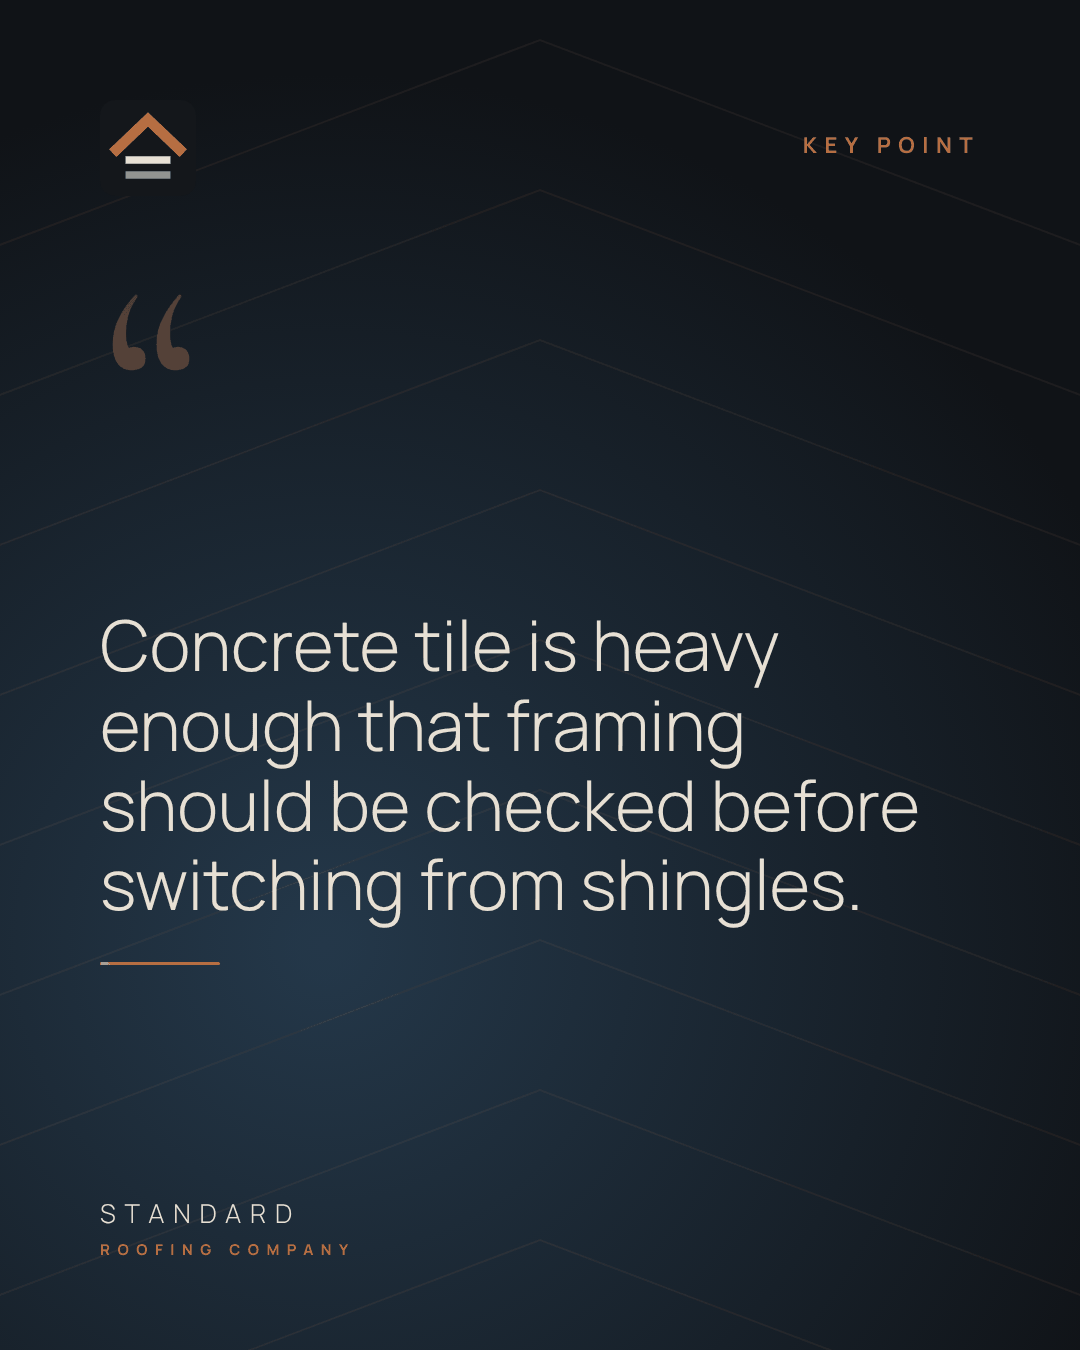 KEY POINT
“
Concrete tile is heavy
enough that framing
should be checked before
switching from shingles.
STANDARD
ROOFING COMPANY